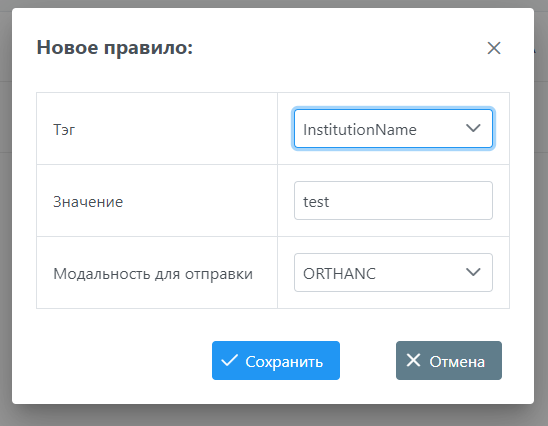 Новое правило:
Тэг
InstitutionName
Значение
test
Модальность для отправки
ORTHANC
Сохранить
Отмена